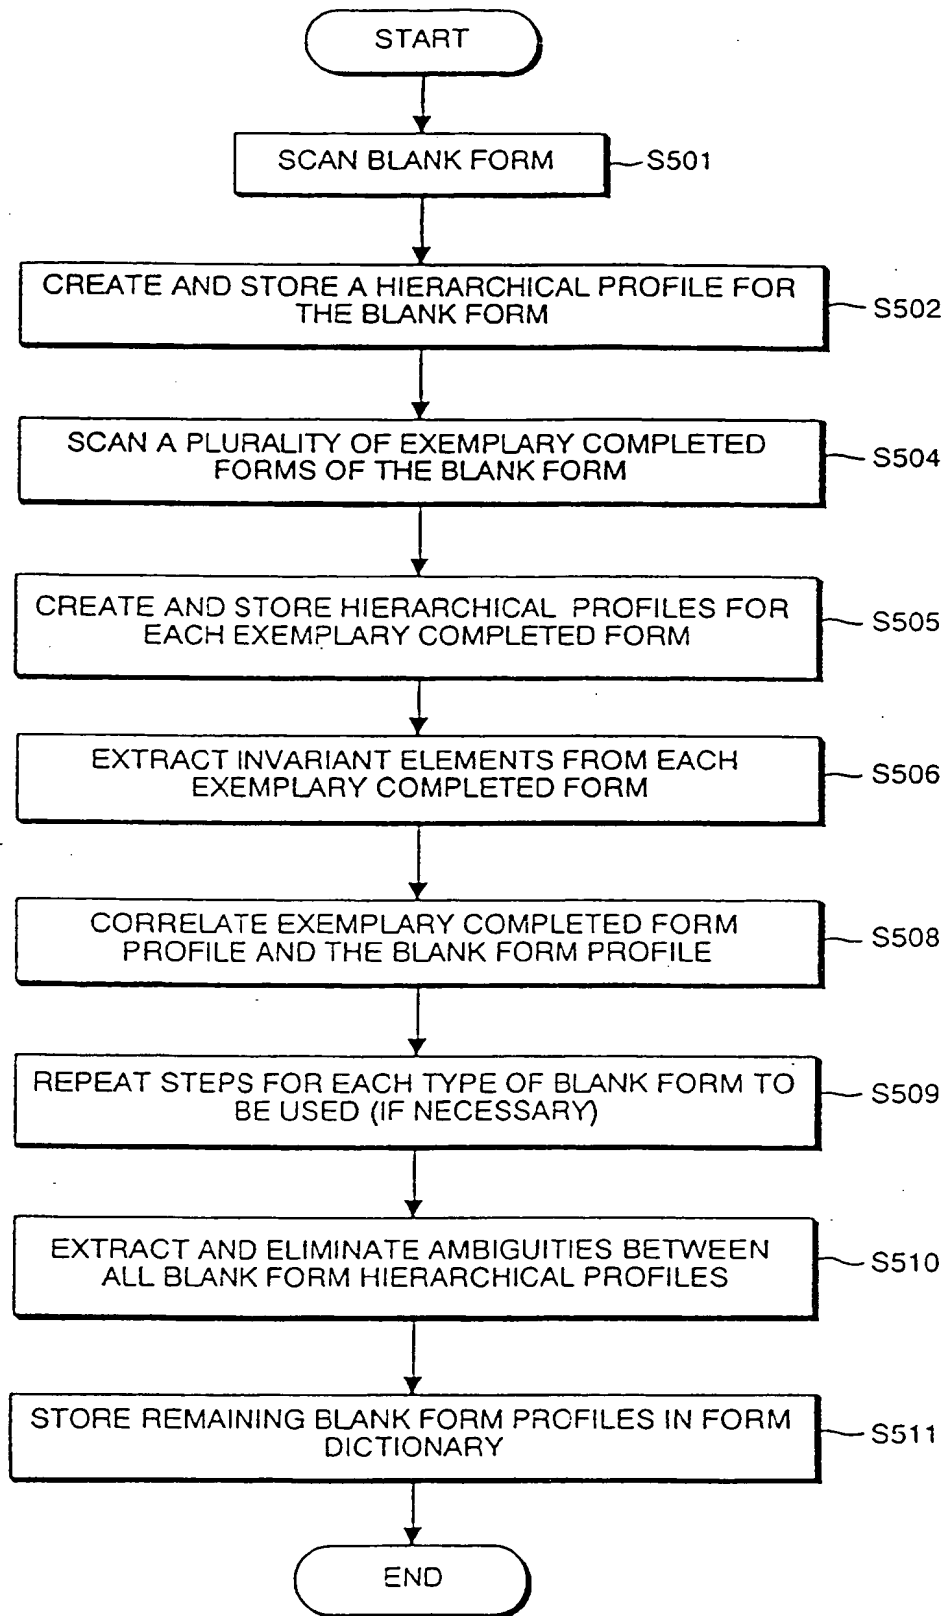 START
SCAN BLANK FORM
S501
CREATE AND STORE A HIERARCHICAL PROFILE FOR
THE BLANK FORM
S502
SCAN A PLURALITY OF EXEMPLARY COMPLETED
FORMS OF THE BLANK FORM
S504
CREATE AND STORE HIERARCHICAL PROFILES FOR
EACH EXEMPLARY COMPLETED FORM
S505
EXTRACT INVARIANT ELEMENTS FROM EACH
EXEMPLARY COMPLETED FORM
S506
CORRELATE EXEMPLARY COMPLETED FORM
PROFILE AND THE BLANK FORM PROFILE
S508
REPEAT STEPS FOR EACH TYPE OF BLANK FORM TO
BE USED (IF NECESSARY)
S509
EXTRACT AND ELIMINATE AMBIGUITIES BETWEEN
ALL BLANK FORM HIERARCHICAL PROFILES
S510
STORE REMAINING BLANK FORM PROFILES IN FORM
DICTIONARY
S511
END